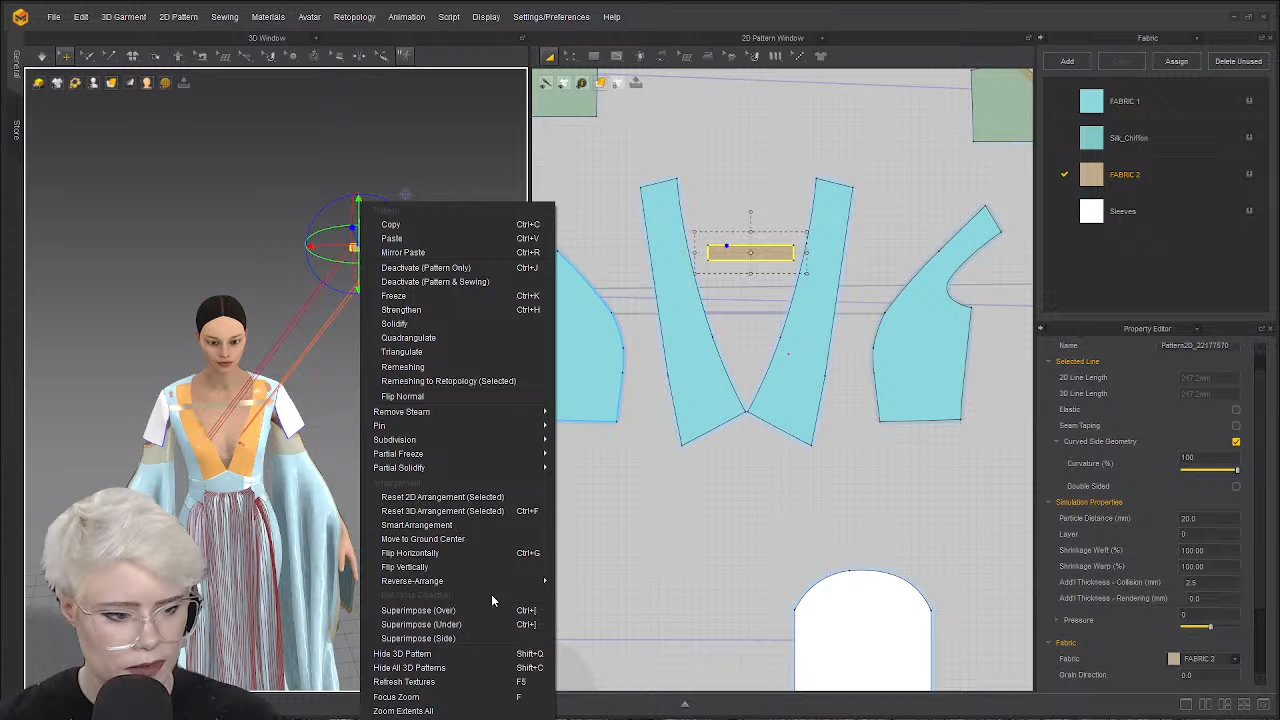 File Edit 3D Garment 2D Pattern Sewing Materials Avatar Retopology Animation Script Display Settings/Preferences Help
3D Window
2D Pattern Window
Fabric
General
Store
Add
Assign
Delete Unused
FABRIC 1
Silk_Chiffon
FABRIC 2
Sleeves
Pattern
Copy Ctrl+C
Paste Ctrl+V
Mirror Paste Ctrl+R
Deactivate (Pattern Only) Ctrl+J
Deactivate (Pattern & Sewing)
Freeze Ctrl+K
Strengthen Ctrl+H
Solidify
Quadrangulate
Triangulate
Remeshing
Remeshing to Retopology (Selected)
Flip Normal
Remove Steam
Pin
Subdivision
Partial Freeze
Partial Solidify
Arrangement
Reset 2D Arrangement (Selected)
Reset 3D Arrangement (Selected) Ctrl+F
SmartArrangement
Move to Ground Center
Flip Horizontally Ctrl+G
Flip Vertically
Reverse-Arrange
Superimpose (Over) Ctrl+[
Superimpose (Under) Ctrl+]
Superimpose (Side)
Hide 3D Pattern Shift+Q
Hide All 3D Patterns Shift+C
Refresh Textures F5
Focus Zoom F
Zoom Extents All
Property Editor
Name Pattern2D_22177570
Selected Line
2D Line Length 247.2mm
3D Line Length 247.2mm
Elastic
Seam Taping
Curved Side Geometry
Curvature (%) 100
Double Sided
Simulation Properties
Particle Distance (mm) 20.0
Layer 0
Shrinkage Weft (%) 100.00
Shrinkage Warp (%) 100.00
Add'l Thickness - Collision (mm) 2.5
Add'l Thickness - Rendering (mm) 0.0
Pressure 0
Fabric
Fabric FABRIC 2
Grain Direction 0.0